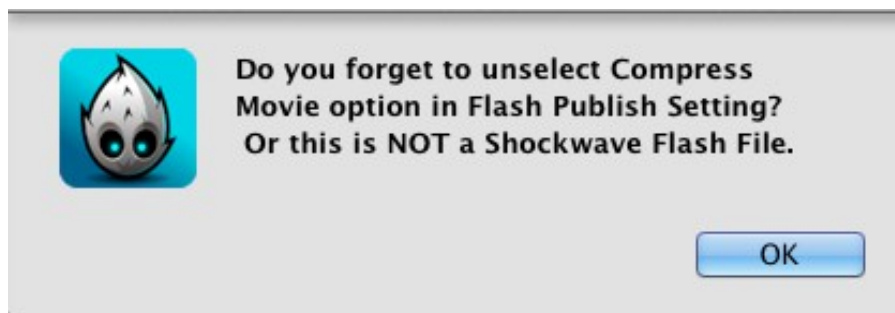 Do you forget to unselect Compress
Movie option in Flash Publish Setting?
Or this is NOT a Shockwave Flash File.
OK